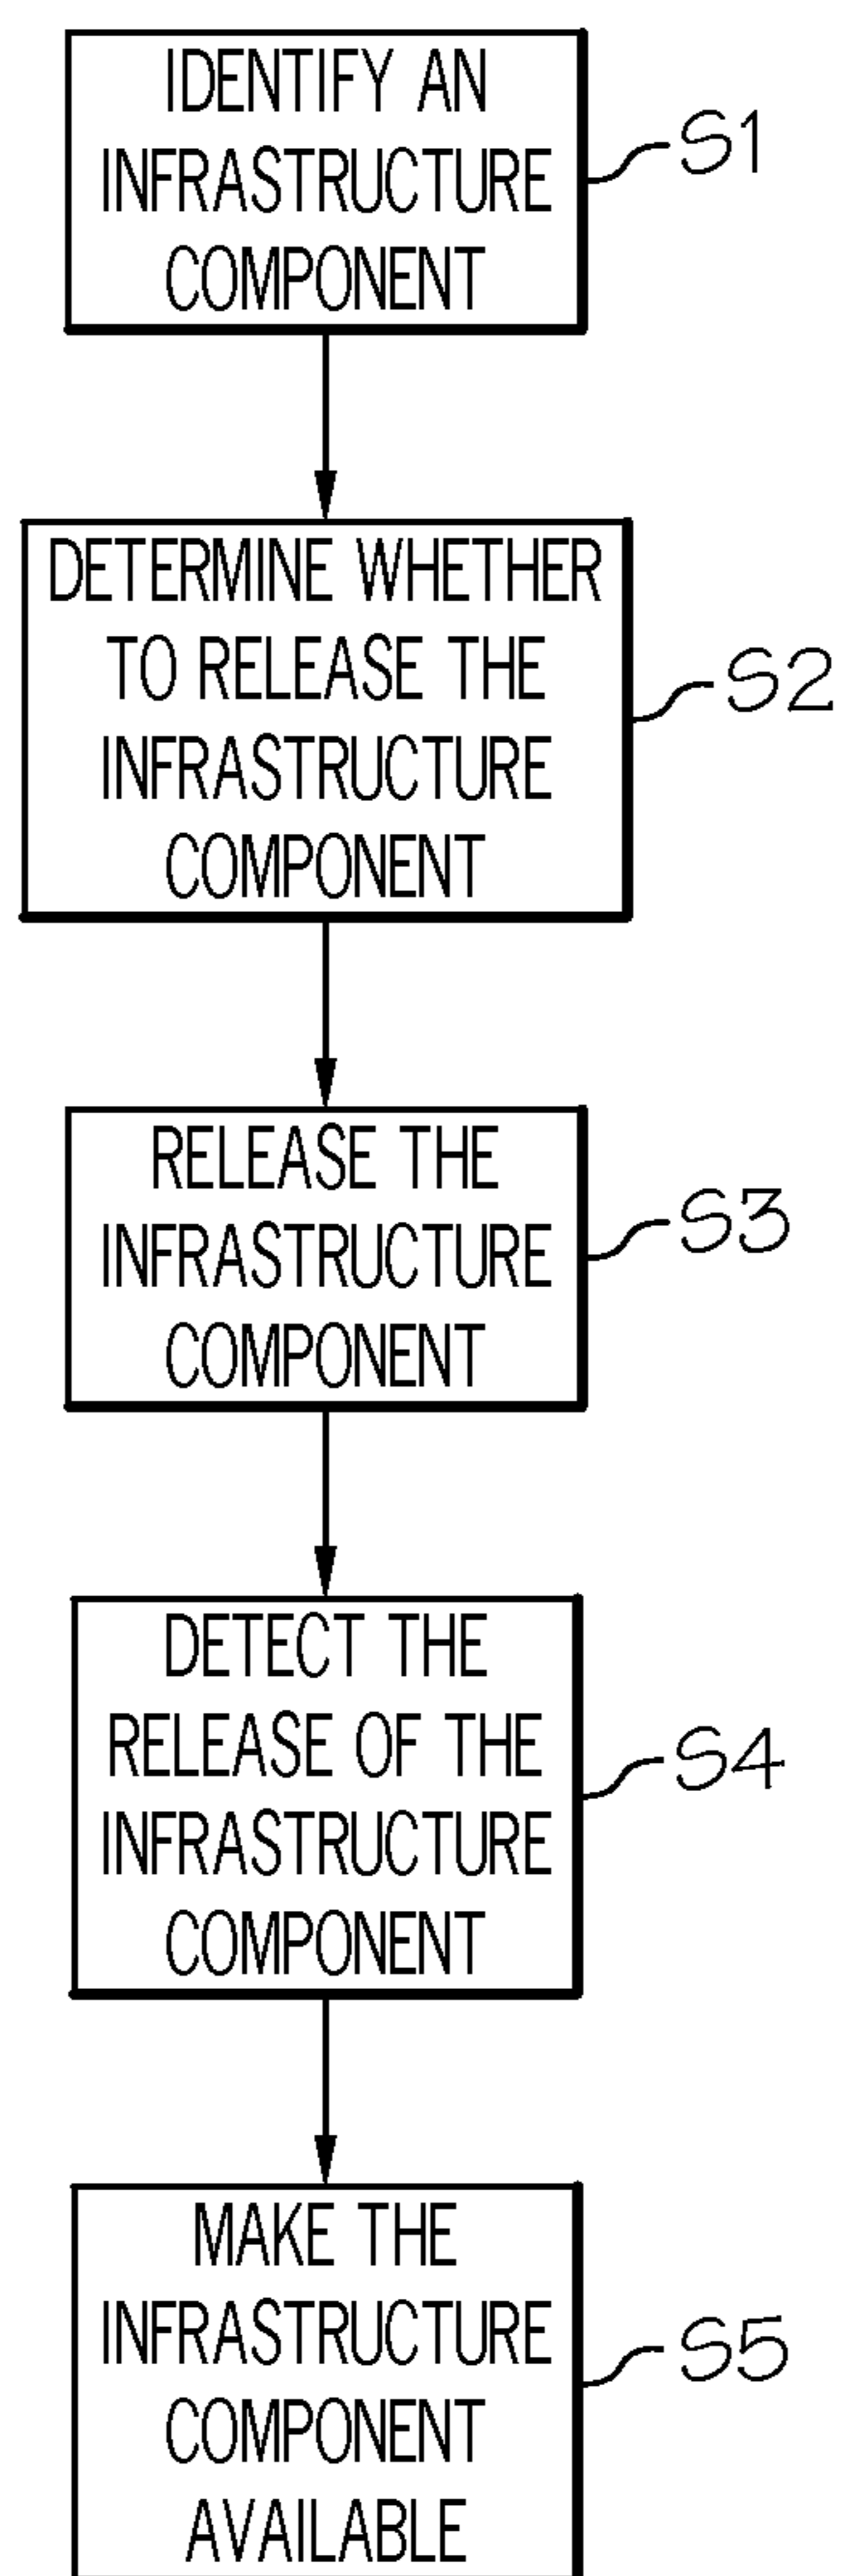 IDENTIFY AN
INFRASTRUCTURE
COMPONENT
S1
DETERMINE WHETHER
TO RELEASE THE
INFRASTRUCTURE
COMPONENT
S2
RELEASE THE
INFRASTRUCTURE
COMPONENT
S3
DETECT THE
RELEASE OF THE
INFRASTRUCTURE
COMPONENT
S4
MAKE THE
INFRASTRUCTURE
COMPONENT
AVAILABLE
S5